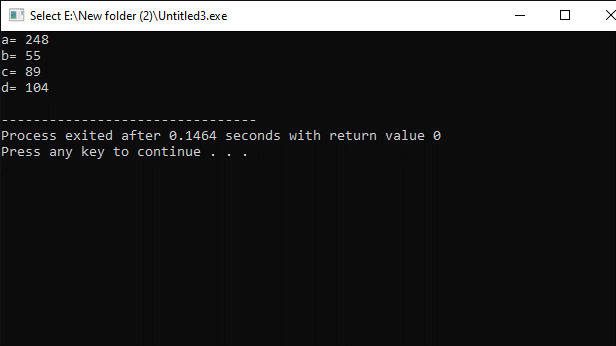 Select E:\New folder (2)\Untitled3.exe
a= 248
b= 55
c= 89
d= 104
--------------------------------
Process exited after 0.1464 seconds with return value 0
Press any key to continue . . .